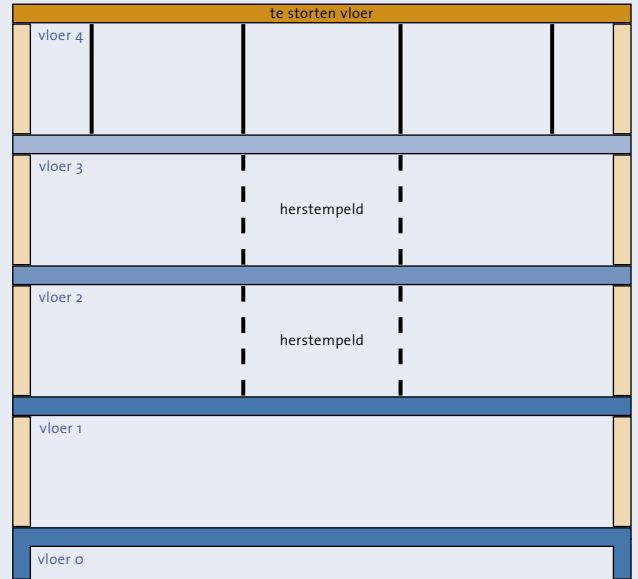 te storten vloer
vloer 4
vloer 3
herstempeld
vloer 2
herstempeld
vloer 1
vloer 0